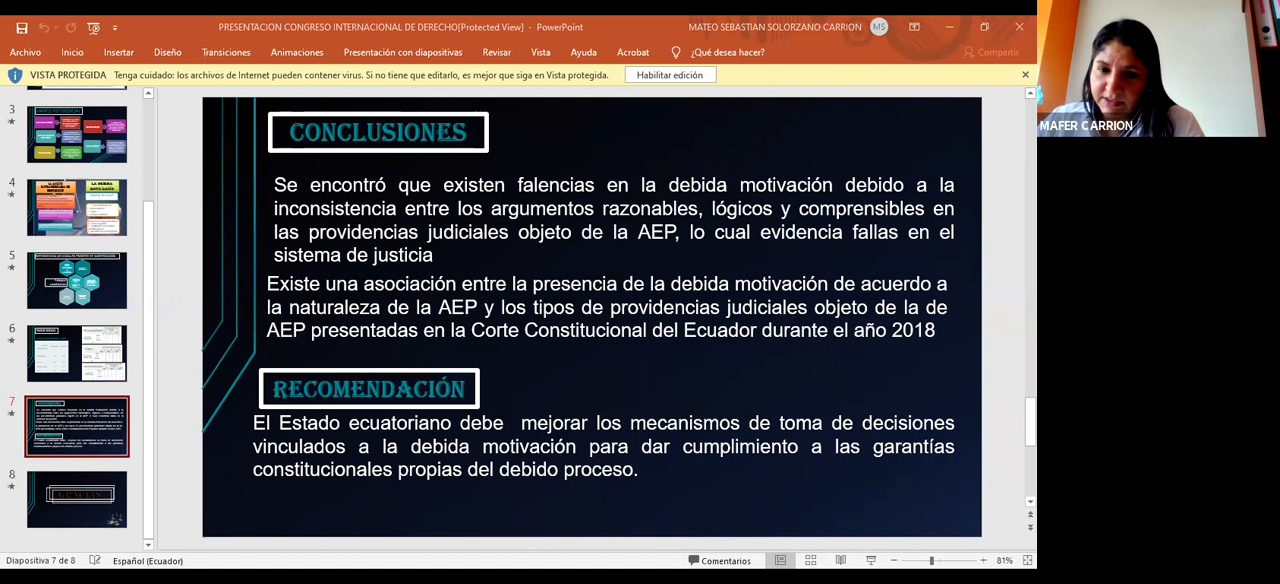 PRESENTACION CONGRESO INTERNACIONAL DE DERECHO[Protected View] - PowerPoint
MATEO SEBASTIAN SOLORZANO CARRION
MS
Archivo Inicio Insertar Diseño Transiciones Animaciones Presentación con diapositivas Revisar Vista Ayuda Acrobat ¿Qué desea hacer? Compartir
VISTA PROTEGIDA Tenga cuidado: los archivos de Internet pueden contener virus. Si no tiene que editarlo, es mejor que siga en Vista protegida. Habilitar edición
MAFER CARRION
3
4
5
6
7
8
GRACIAS
CONCLUSIONES
Se encontró que existen falencias en la debida motivación debido a la
inconsistencia entre los argumentos razonables, lógicos y comprensibles en
las providencias judiciales objeto de la AEP, lo cual evidencia fallas en el
sistema de justicia
Existe una asociación entre la presencia de la debida motivación de acuerdo a
la naturaleza de la AEP y los tipos de providencias judiciales objeto de la de
AEP presentadas en la Corte Constitucional del Ecuador durante el año 2018
RECOMENDACIÓN
El Estado ecuatoriano debe mejorar los mecanismos de toma de decisiones
vinculados a la debida motivación para dar cumplimiento a las garantías
constitucionales propias del debido proceso.
Diapositiva 7 de 8 Español (Ecuador) Comentarios 81%